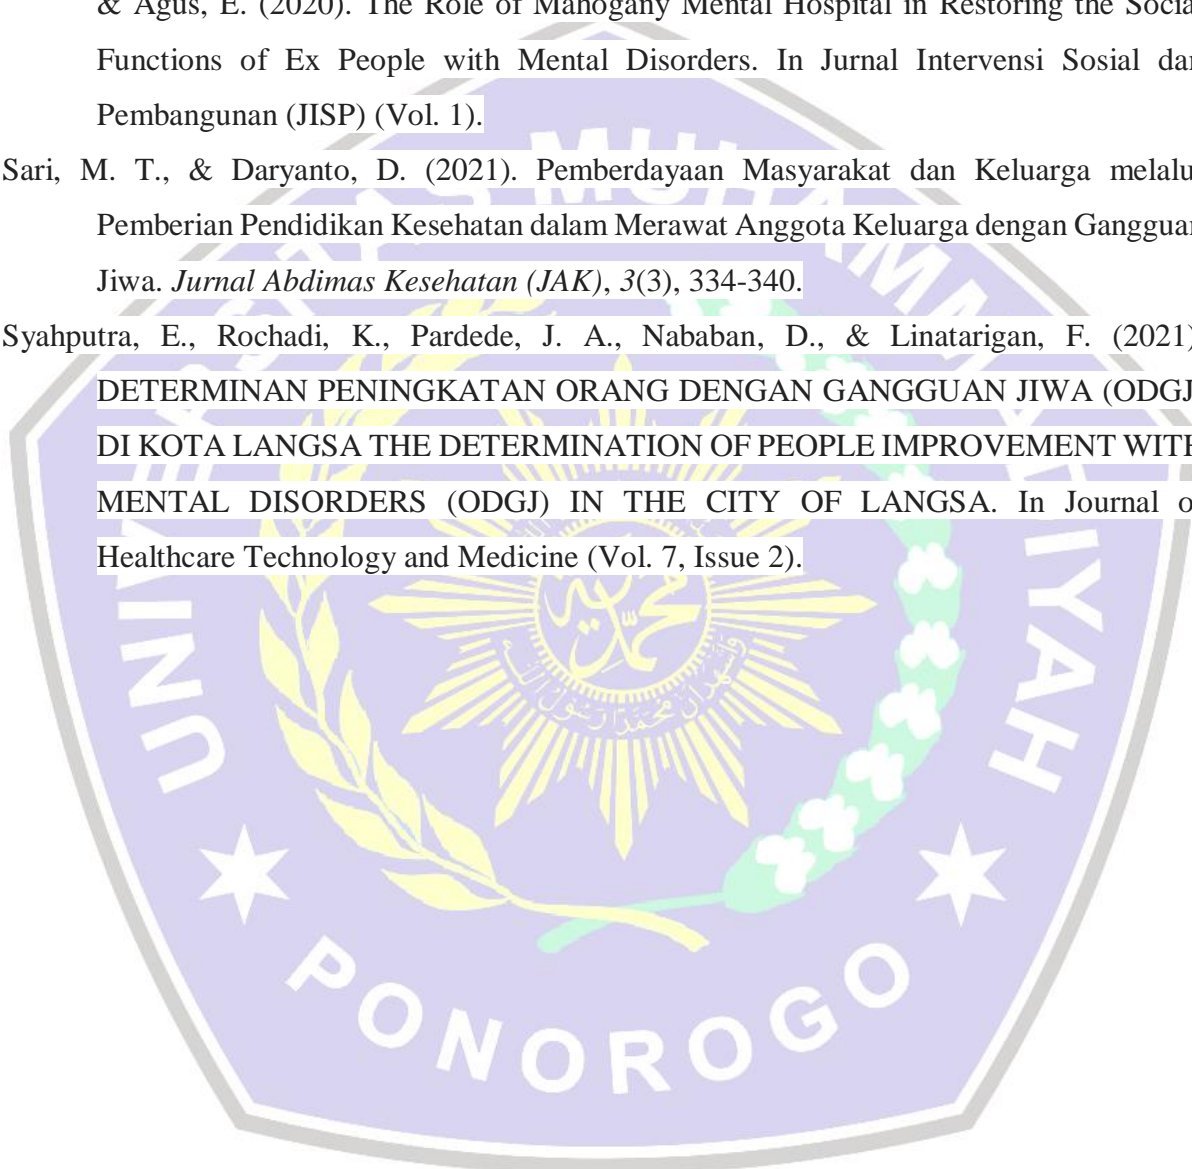 & Agus, E. (2020). The Role of Mahogany Mental Hospital in Restoring the Social
Functions of Ex People with Mental Disorders. In Jurnal Intervensi Sosial dan
Pembangunan (JISP) (Vol. 1).
Sari, M. T., & Daryanto, D. (2021). Pemberdayaan Masyarakat dan Keluarga melalu
Pemberian Pendidikan Kesehatan dalam Merawat Anggota Keluarga dengan Gangguan
Jiwa. Jurnal Abdimas Kesehatan (JAK), 3(3), 334-340.
Syahputra, E., Rochadi, K., Pardede, J. A., Nababan, D., & Linatarigan, F. (2021)
DETERMINAN PENINGKATAN ORANG DENGAN GANGGUAN JIWA (ODGJ
DI KOTA LANGSA THE DETERMINATION OF PEOPLE IMPROVEMENT WITH
MENTAL DISORDERS (ODGJ) IN THE CITY OF LANGSA. In Journal o
Healthcare Technology and Medicine (Vol. 7, Issue 2).
PONOROGO